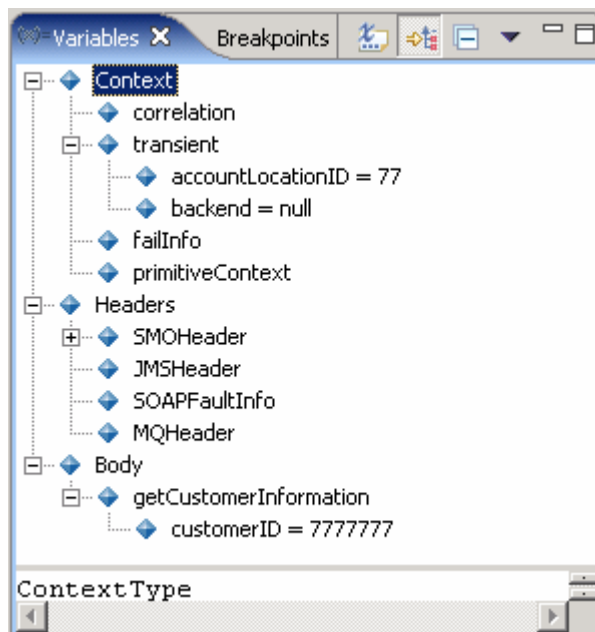 (x)= Variables Breakpoints
Context
correlation
transient
accountLocationID = 77
backend = null
failInfo
primitiveContext
Headers
SMOHeader
JMSHeader
SOAPFaultInfo
MQHeader
Body
getCustomerInformation
customerID = 7777777
ContextType